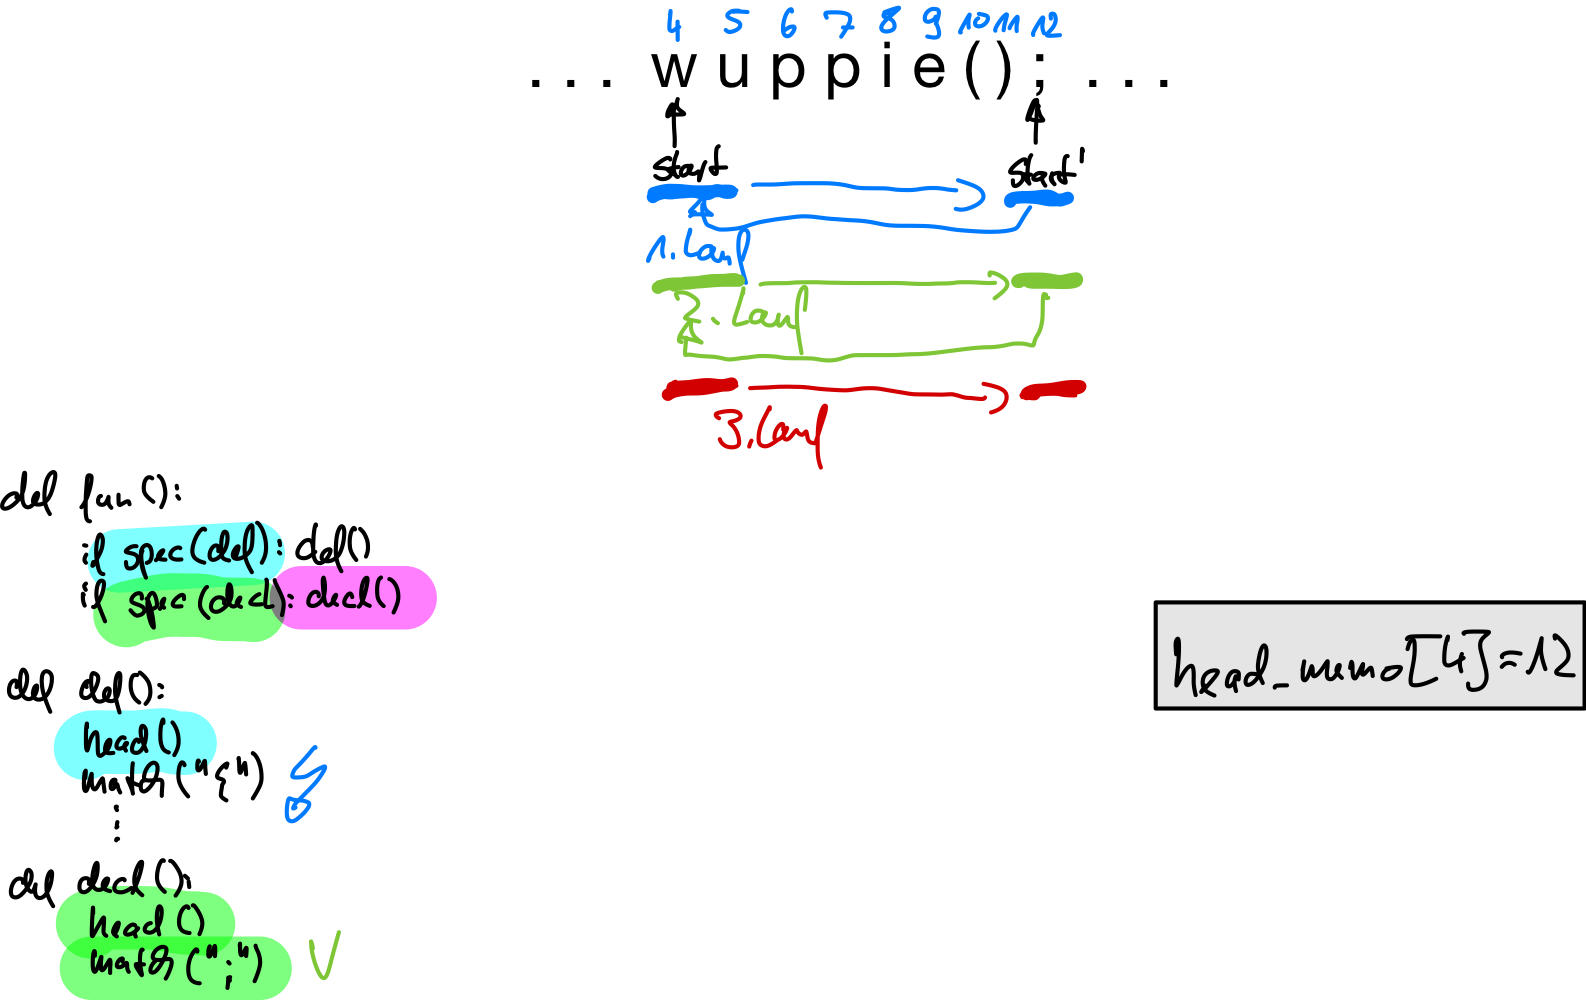 4 5 6 7 8 9 10 11 12
... wuppie(); ...
start start'
1. Lauf
2. Lauf
3. Lauf
def fun():
if spec(def): def()
if spec(decl): decl()
def def():
head()
match("{")
⋮
def decl():
head()
match(";")
head_memo[4]=12